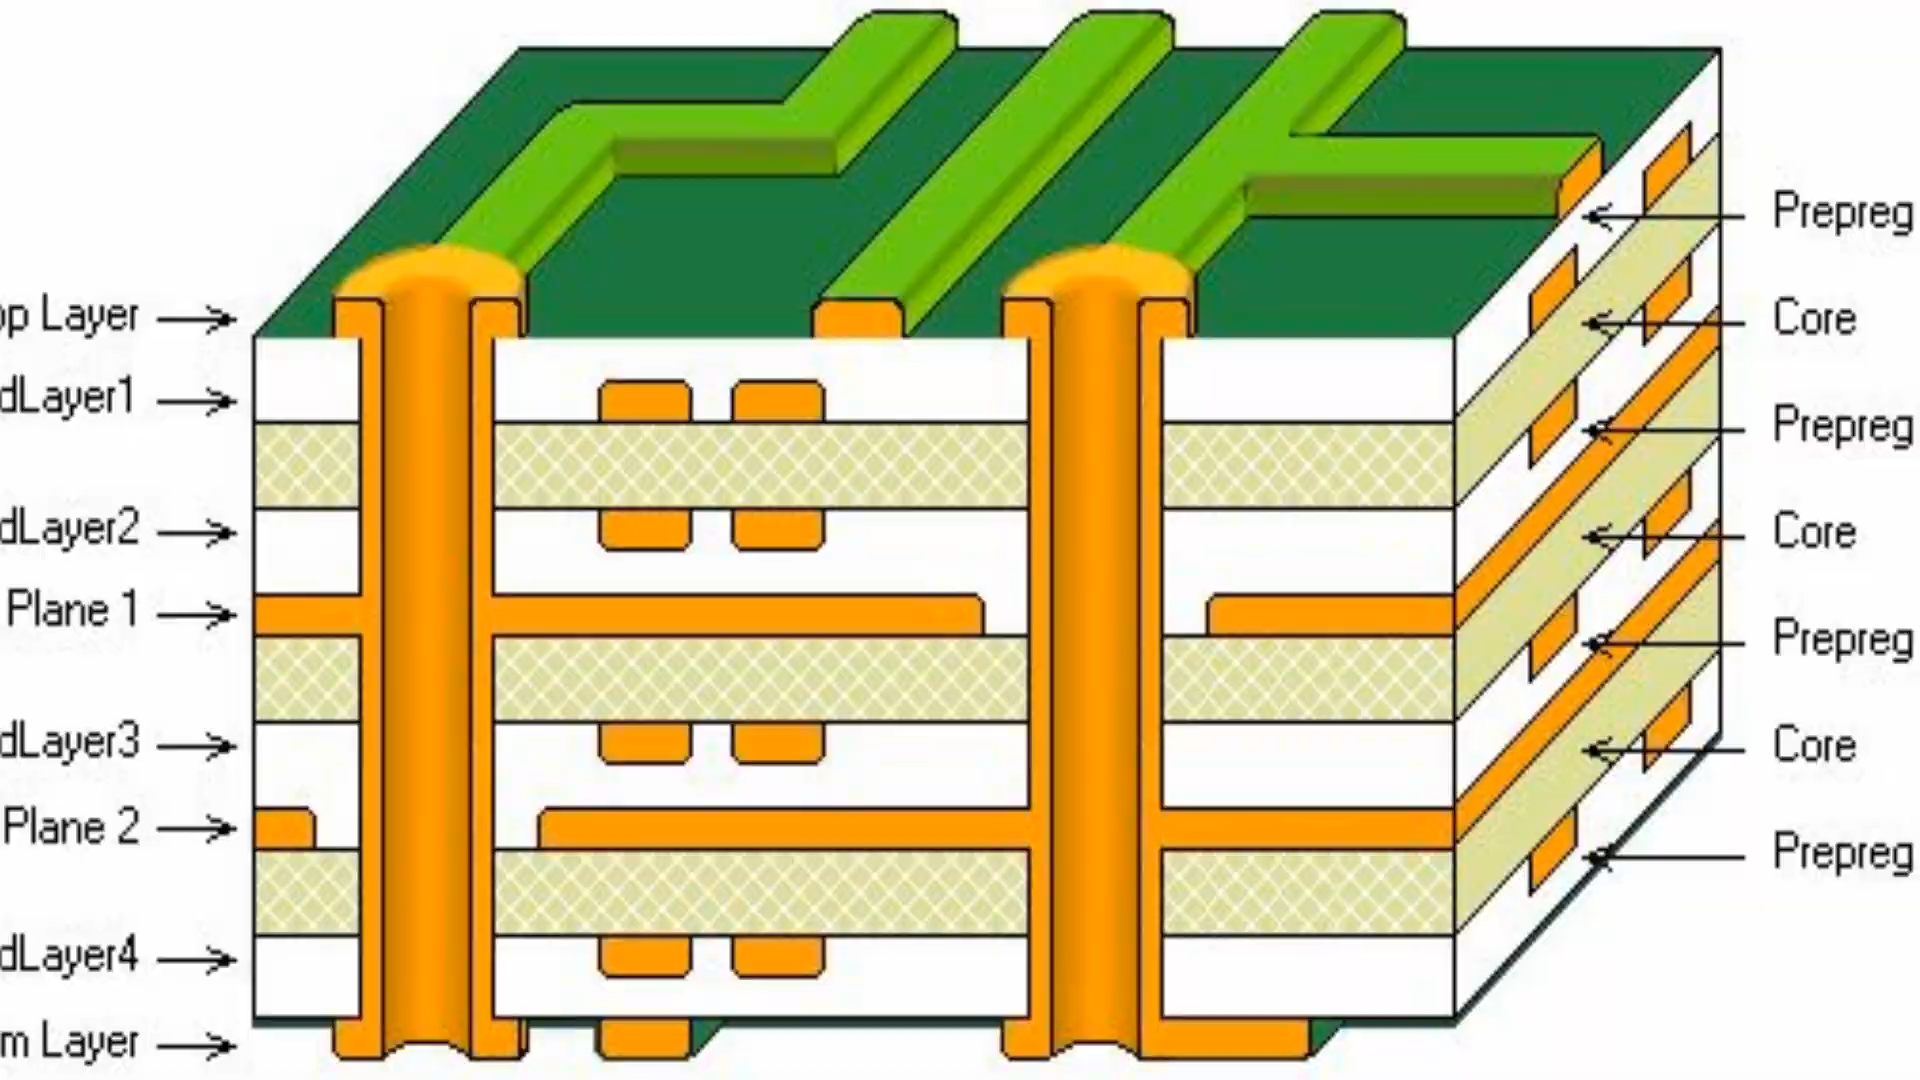 Prepreg
op Layer
Core
dLayer1
Prepreg
dLayer2
Core
Plane 1
Prepreg
dLayer3
Core
Plane 2
Prepreg
dLayer4
m Layer